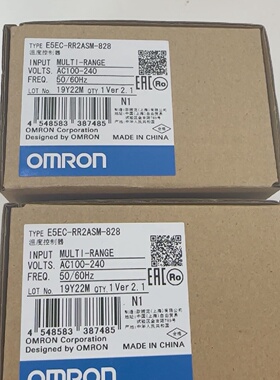 TYPE E5EC-RR2ASM-828
温度控制器
INPUT MULTI-RANGE
VOLTS. AC100-240
FREQ. 50/60Hz
LOT No. 19Y22M QTY.1 Ver 2.1
N1
4 548583 387485
OMRON Corporation
Designed by OMRON
MADE IN CHINA
OMRON
TYPE E5EC-RR2ASM-828
温度控制器
INPUT MULTI-RANGE
VOLTS. AC100-240
FREQ. 50/60Hz
LOT No. 19Y22M QTY.1 Ver 2.1
N1
4 548583 387485
OMRON Corporation
Designed by OMRON
MADE IN CHINA
OMRON